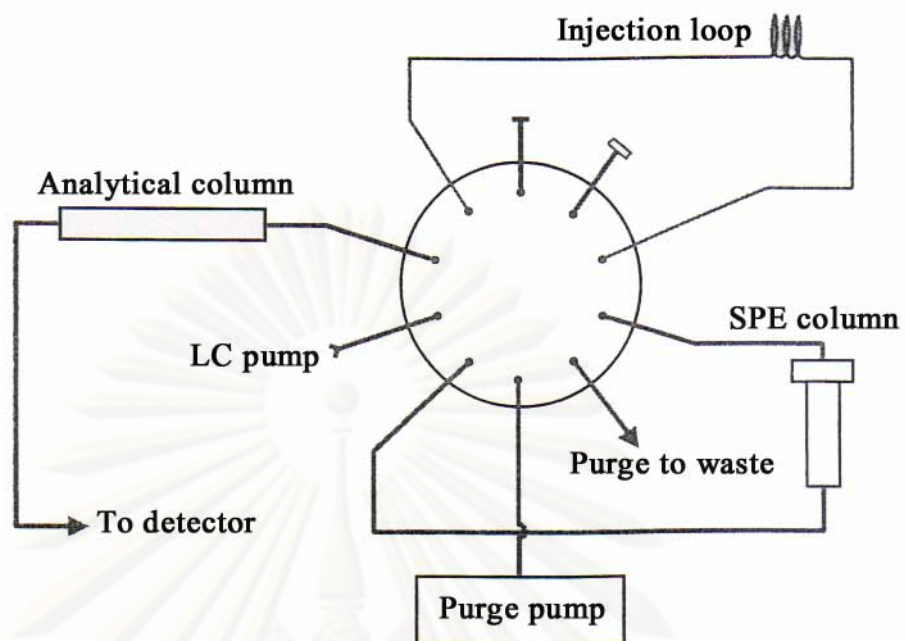 Injection loop
Analytical column
SPE column
LC pump
Purge to waste
To detector
Purge pump